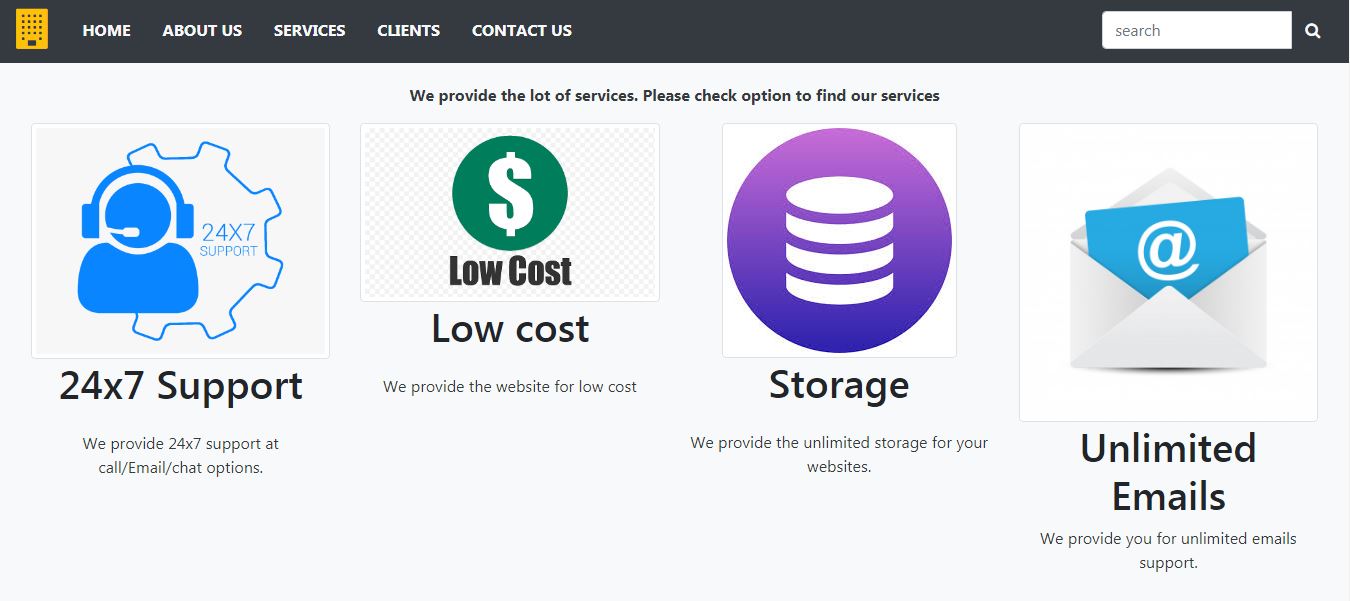 HOME ABOUT US SERVICES CLIENTS CONTACT US search
We provide the lot of services. Please check option to find our services
24X7
SUPPORT
24x7 Support
We provide 24x7 support at
call/Email/chat options.
$
Low Cost
Low cost
We provide the website for low cost
Storage
We provide the unlimited storage for your
websites.
@
Unlimited
Emails
We provide you for unlimited emails
support.